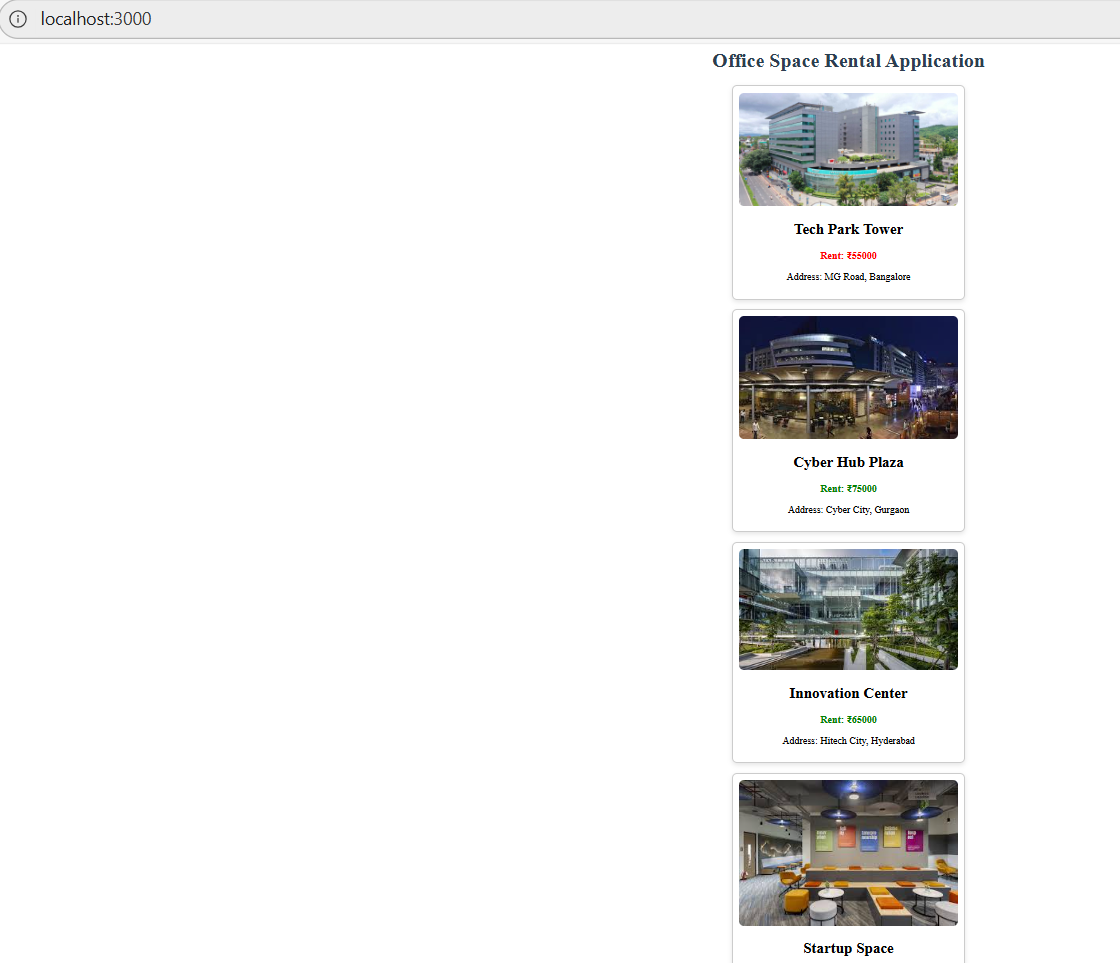 localhost:3000
Office Space Rental Application
Tech Park Tower
Rent: ₹55000
Address: MG Road, Bangalore
Cyber Hub Plaza
Rent: ₹75000
Address: Cyber City, Gurgaon
Innovation Center
Rent: ₹65000
Address: Hitech City, Hyderabad
Startup Space